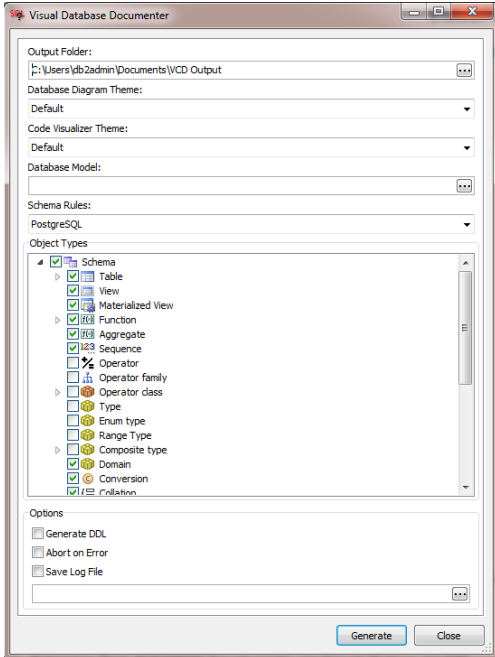 Visual Database Documenter
Output Folder:
C:\Users\db2admin\Documents\VCD Output
Database Diagram Theme:
Default
Code Visualizer Theme:
Default
Database Model:
Schema Rules:
PostgreSQL
Object Types
Schema
Table
View
Materialized View
Function
Aggregate
Sequence
Operator
Operator family
Operator class
Type
Enum type
Range Type
Composite type
Domain
Conversion
Collation
Options
Generate DDL
Abort on Error
Save Log File
Generate
Close